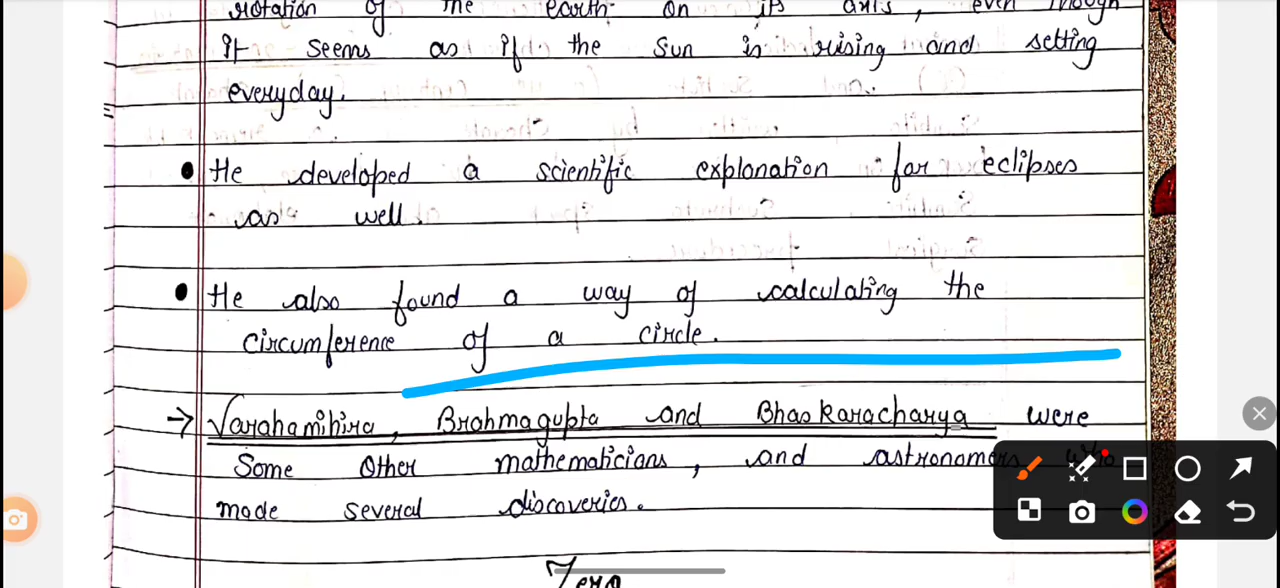 rotation of the earth on its axis, even though
it seems as if the sun is rising and setting
everyday.
He developed a scientific explonation for eclipses
as well.
He also found a way of calculating the
circumference of a circle.
→ Varahamihira, Brahmagupta and Bhaskaracharya were
Some Other mathematicians, and astronomers who
made several discoveries.
Zero